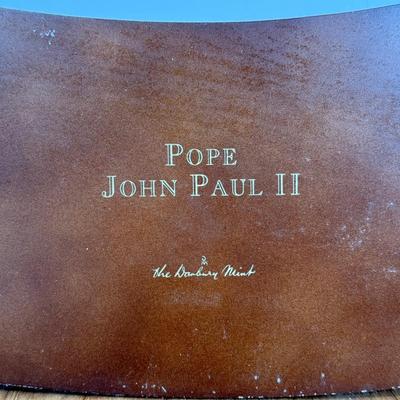 POPE
JOHN PAUL II
The Danbury Mint